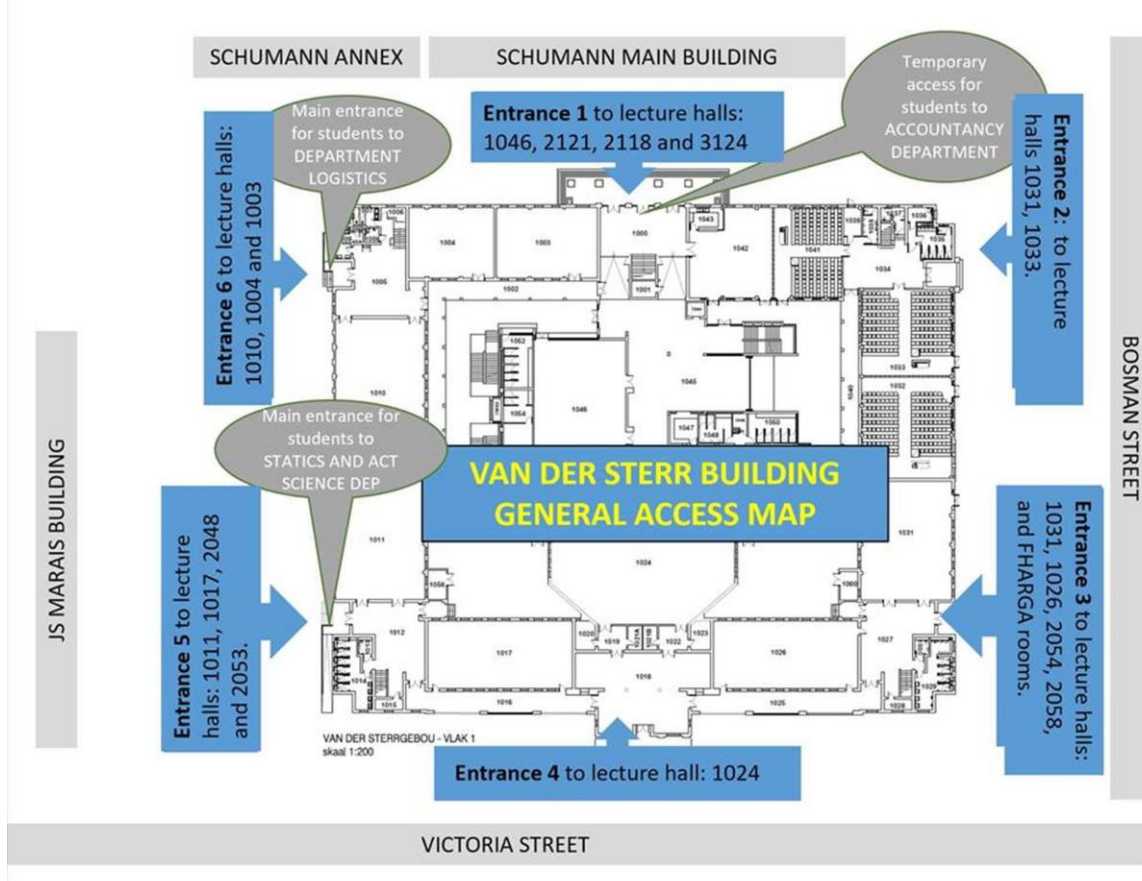 SCHUMANN ANNEX
SCHUMANN MAIN BUILDING
Main entrance
for students to
DEPARTMENT
LOGISTICS
Entrance 1 to lecture halls:
1046, 2121, 2118 and 3124
Temporary
access for
students to
ACCOUNTANCY
DEPARTMENT
Entrance 2: to lecture
halls 1031, 1033.
Entrance 6 to lecture halls:
1010, 1004 and 1003
1006
1004
1003
1000
1043
1042
1041
1039
1037
1036
1035
1034
1005
1002
1001
1052
1054
1046
1045
1047
1048
1050
1033
1032
1010
Main entrance for
students to
STATICS AND ACT
SCIENCE DEP
VAN DER STERR BUILDING
GENERAL ACCESS MAP
JS MARAIS BUILDING
BOSMAN STREET
Entrance 5 to lecture
halls: 1011, 1017, 2048
and 2053.
Entrance 3 to lecture halls:
1031, 1026, 2054, 2058,
and FHARGA rooms.
1011
1024
1031
1012
1020
1019
1022
1023
1027
1017
1026
1014
1018
1029
1015
1016
1025
1028
VAN DER STERRGEBOU - VLAK 1
skaal 1:200
Entrance 4 to lecture hall: 1024
VICTORIA STREET